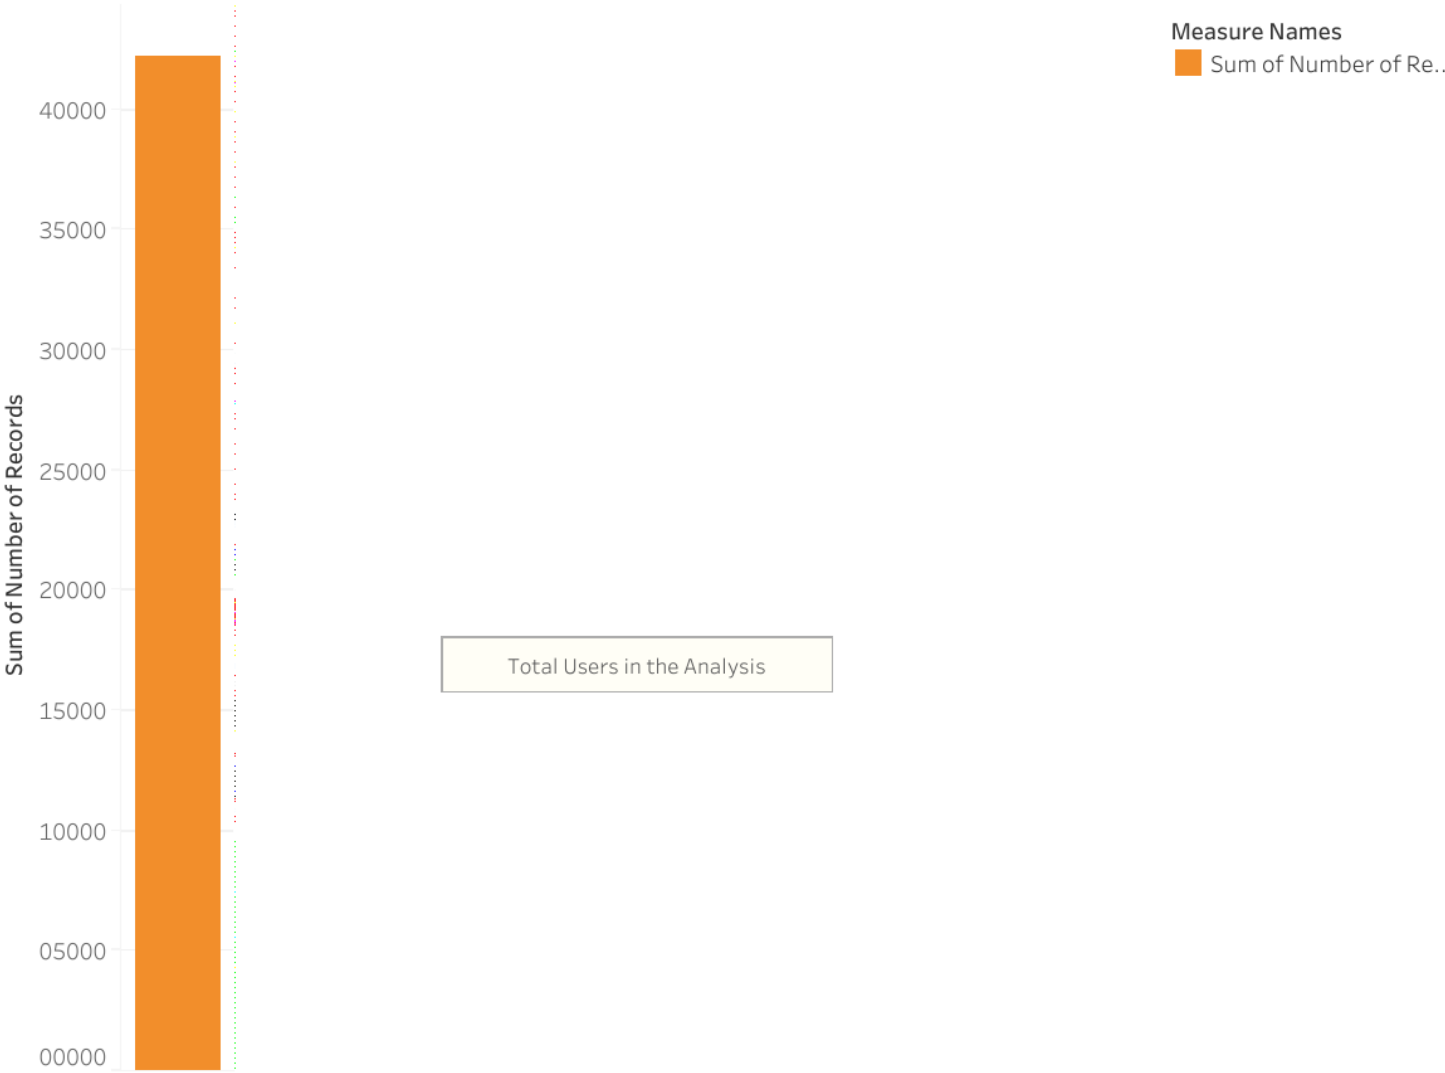 Measure Names
Sum of Number of Re..
40000
35000
30000
25000
20000
15000
10000
05000
00000
Sum of Number of Records
Total Users in the Analysis